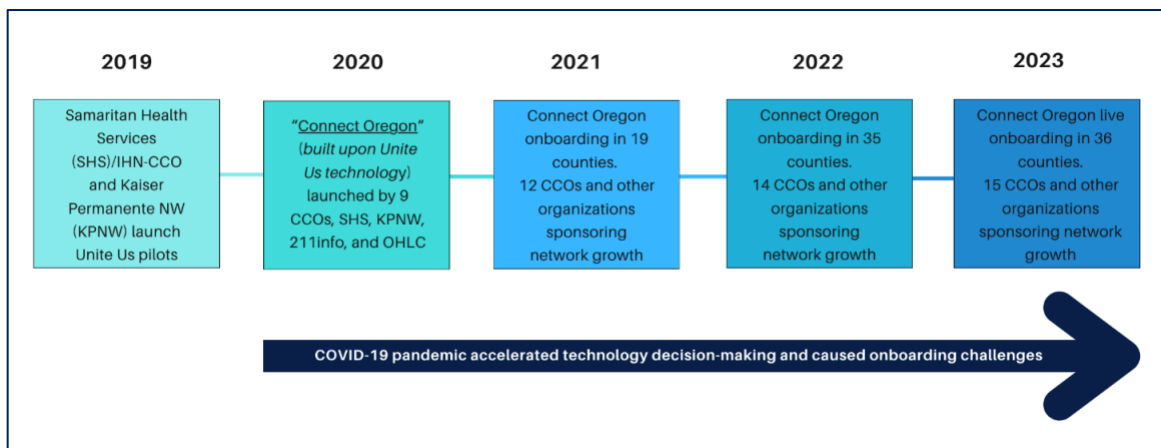 2019
Samaritan Health
Services
(SHS)/IHN-CCO
and Kaiser
Permanente NW
(KPNW) launch
Unite Us pilots
2020
"Connect Oregon"
(built upon Unite
Us technology)
launched by 9
CCOs, SHS, KPNW,
211info, and OHLC
2021
Connect Oregon
onboarding in 19
counties.
12 CCOs and other
organizations
sponsoring
network growth
2022
Connect Oregon
onboarding in 35
counties.
14 CCOs and other
organizations
sponsoring
network growth
2023
Connect Oregon live
onboarding in 36
counties.
15 CCOs and other
organizations
sponsoring network
growth
COVID-19 pandemic accelerated technology decision-making and caused onboarding challenges